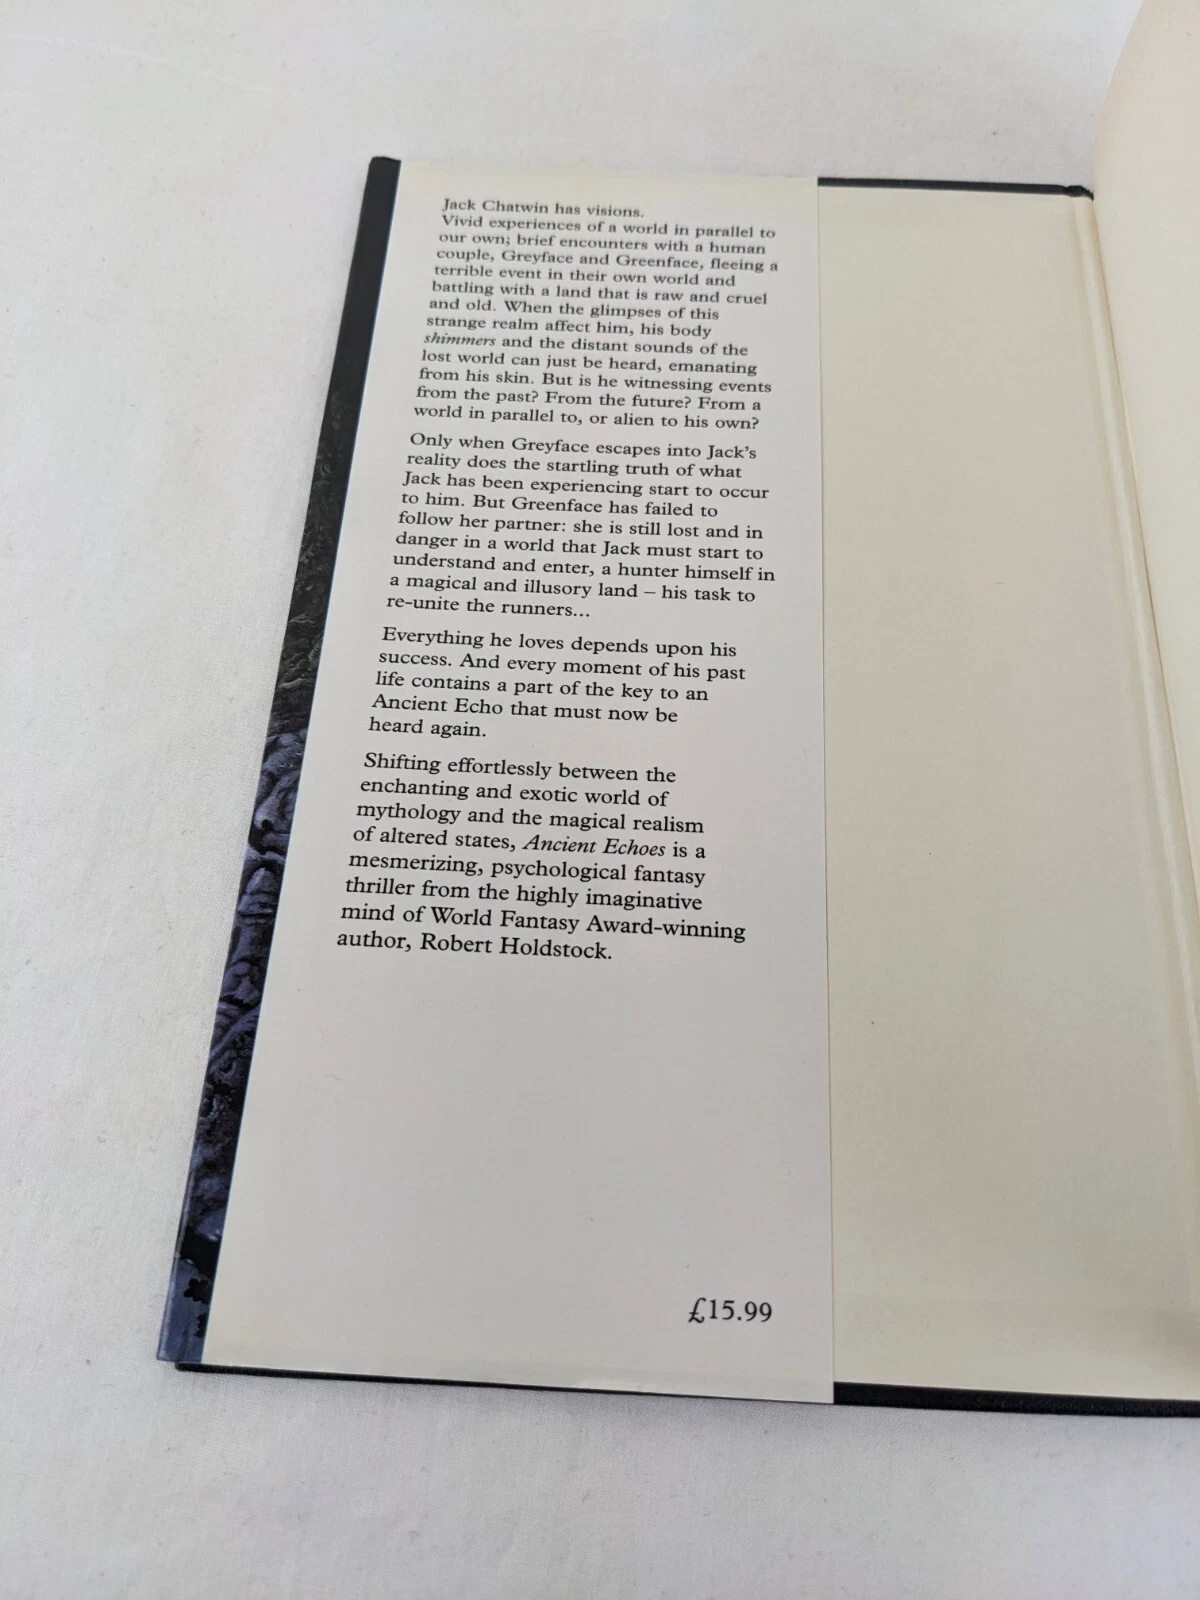 Jack Chatwin has visions.
Vivid experiences of a world in parallel to
our own; brief encounters with a human
couple, Greyface and Greenface, fleeing a
terrible event in their own world and
battling with a land that is raw and cruel
and old. When the glimpses of this
strange realm affect him, his body
shimmers and the distant sounds of the
lost world can just be heard, emanating
from his skin. But is he witnessing events
from the past? From the future? From a
world in parallel to, or alien to his own?
Only when Greyface escapes into Jack's
reality does the startling truth of what
Jack has been experiencing start to occur
to him. But Greenface has failed to
follow her partner: she is still lost and in
danger in a world that Jack must start to
understand and enter, a hunter himself in
a magical and illusory land – his task to
re-unite the runners...
Everything he loves depends upon his
success. And every moment of his past
life contains a part of the key to an
Ancient Echo that must now be
heard again.
Shifting effortlessly between the
enchanting and exotic world of
mythology and the magical realism
of altered states, Ancient Echoes is a
mesmerizing, psychological fantasy
thriller from the highly imaginative
mind of World Fantasy Award-winning
author, Robert Holdstock.
£15.99